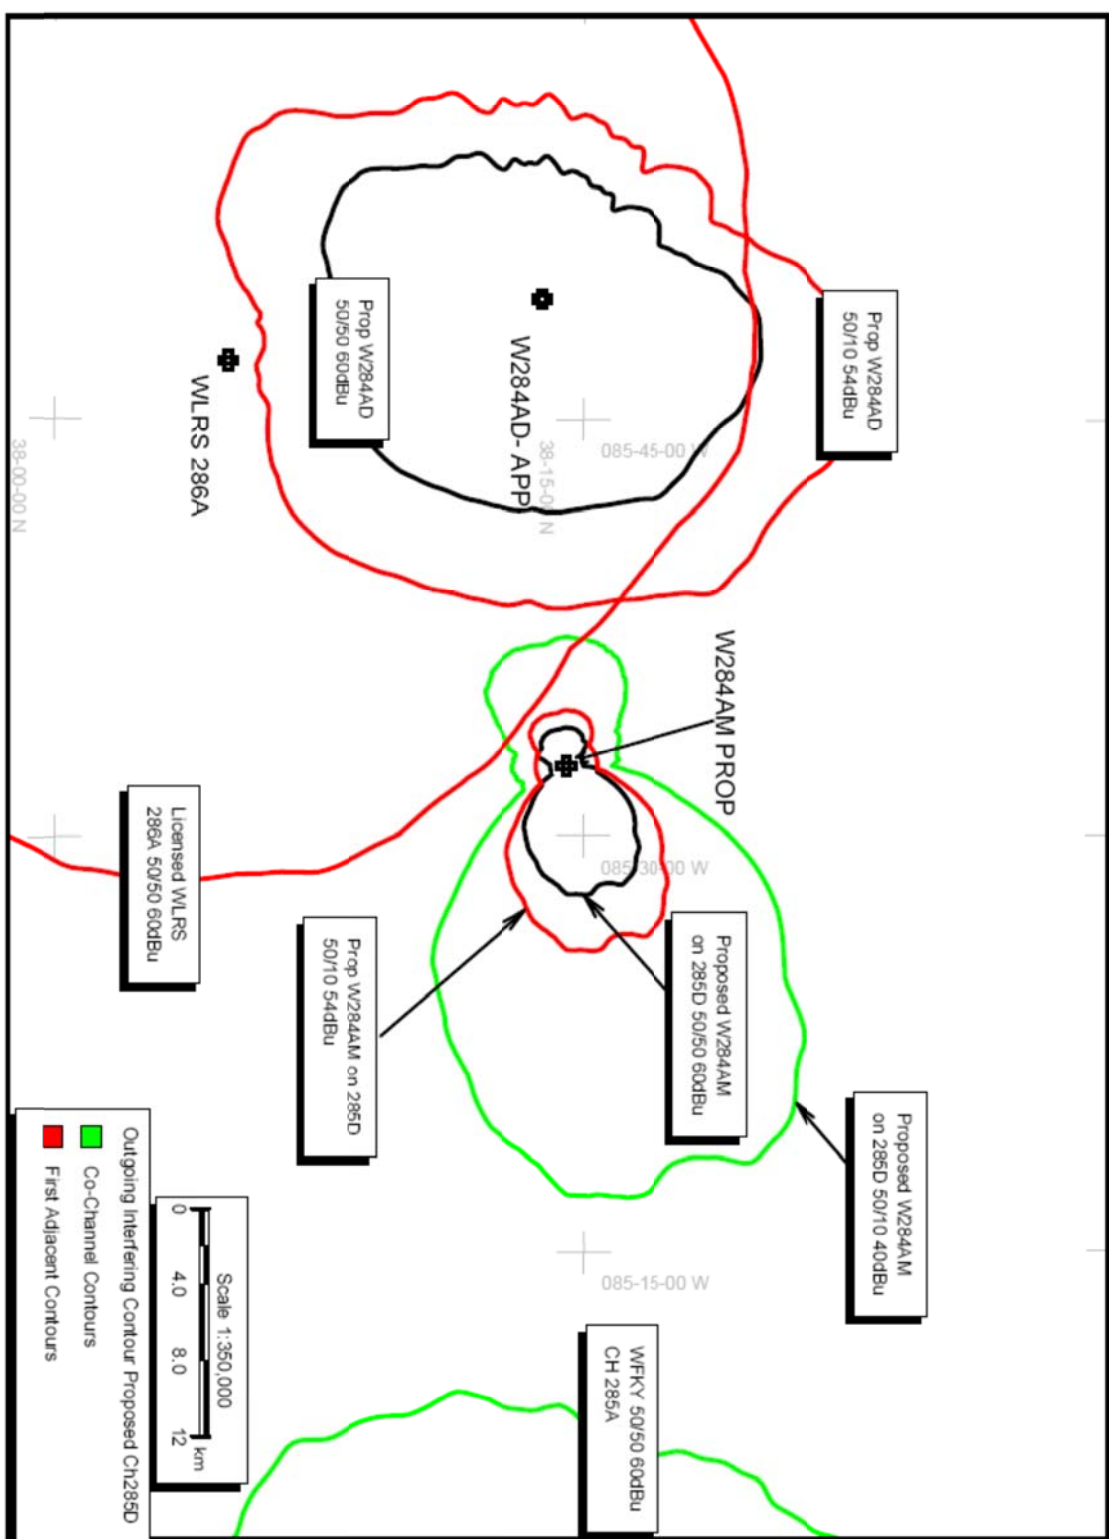 Prop W284AD
50/10 54dBu
085-45-00 W
W284AD- APP
38-15-00 N
Prop W284AD
50/50 60dBu
WLRS 286A
38-00-00 N
W284AM PROP
085-30-00 W
Licensed WLRS
286A 50/50 60dBu
Proposed W284AM
on 285D 50/50 60dBu
Prop W284AM on 285D
50/10 54dBu
Proposed W284AM
on 285D 50/10 40dBu
085-15-00 W
WFKY 50/50 60dBu
CH 285A
Scale 1:350,000
0 4.0 8.0 12
km
Outgoing Interfering Contour Proposed Ch285D
Co-Channel Contours
First Adjacent Contours